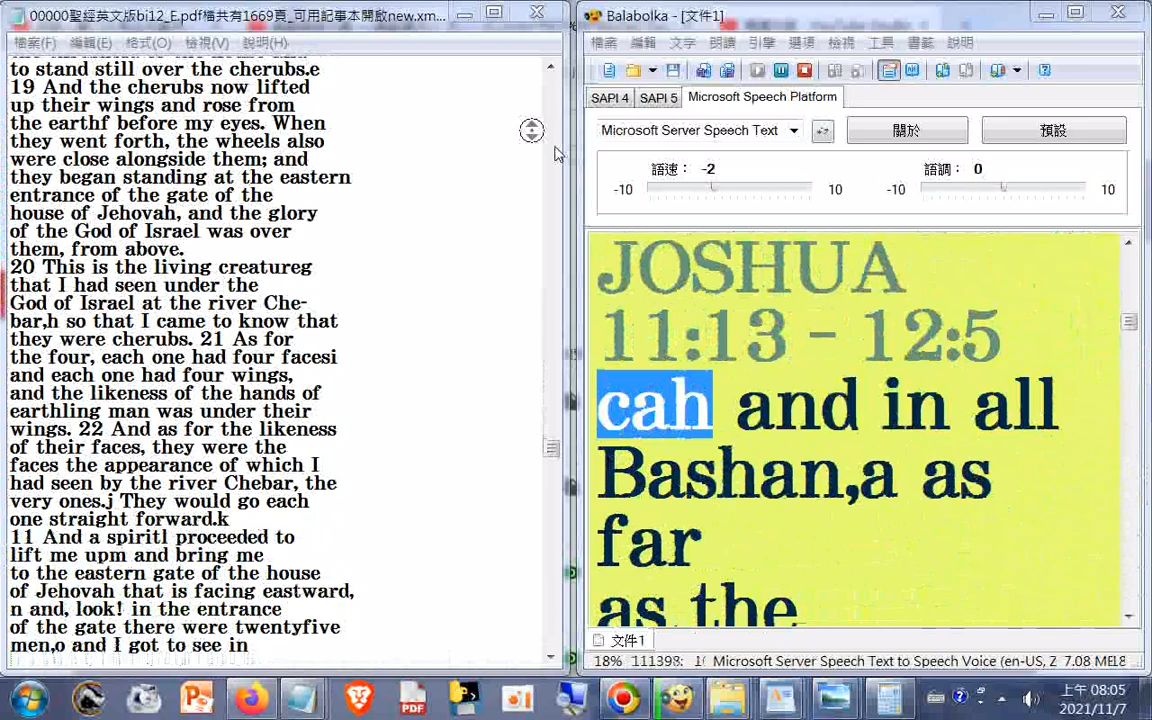 00000聖經英文版bi12_E.pdf檔共有1669頁_可用記事本開啟new.xm...
檔案(F) 編輯(E) 格式(O) 檢視(V) 說明(H)
to stand still over the cherubs.e
19 And the cherubs now lifted
up their wings and rose from
the earthf before my eyes. When
they went forth, the wheels also
were close alongside them; and
they began standing at the eastern
entrance of the gate of the
house of Jehovah, and the glory
of the God of Israel was over
them, from above.
20 This is the living creatureg
that I had seen under the
God of Israel at the river Che-
bar,h so that I came to know that
they were cherubs. 21 As for
the four, each one had four facesi
and each one had four wings,
and the likeness of the hands of
earthling man was under their
wings. 22 And as for the likeness
of their faces, they were the
faces the appearance of which I
had seen by the river Chebar, the
very ones.j They would go each
one straight forward.k
11 And a spiritl proceeded to
lift me upm and bring me
to the eastern gate of the house
of Jehovah that is facing eastward,
n and, look! in the entrance
of the gate there were twentyfive
men,o and I got to see in
Balabolka - [文件1]
檔案 編輯 文字 朗讀 引擎 選項 檢視 工具 書籤 說明
SAPI 4 SAPI 5 Microsoft Speech Platform
Microsoft Server Speech Text 關於 預設
語速： -2 語調： 0
-10 10 -10 10
JOSHUA
11:13 – 12:5
cah and in all
Bashan,a as
far
as the
文件1
18% 111398: Microsoft Server Speech Text to Speech Voice (en-US, Z 7.08 MB
上午 08:05
2021/11/7